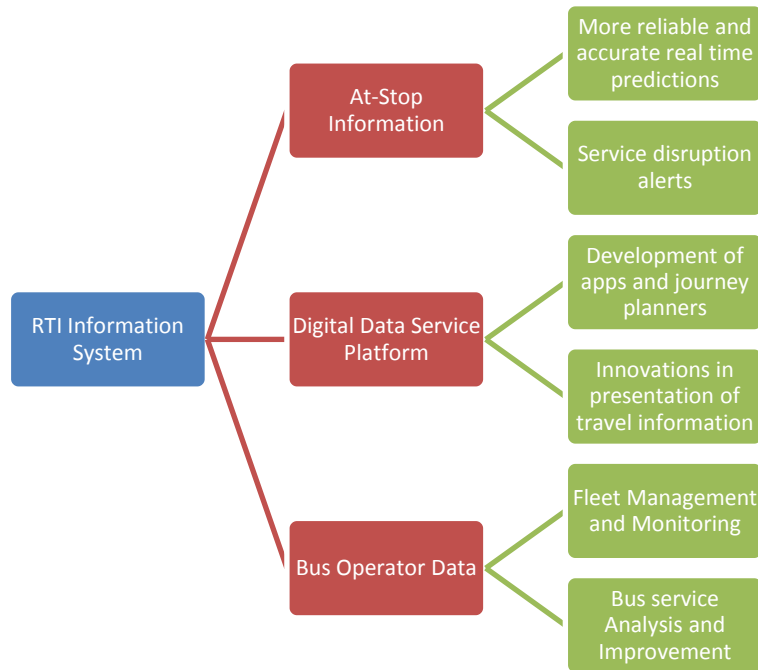 More reliable and
accurate real time
predictions
At-Stop
Information
Service disruption
alerts
Development of
apps and journey
planners
RTI Information
System
Digital Data Service
Platform
Innovations in
presentation of
travel information
Fleet Management
and Monitoring
Bus Operator Data
Bus service
Analysis and
Improvement